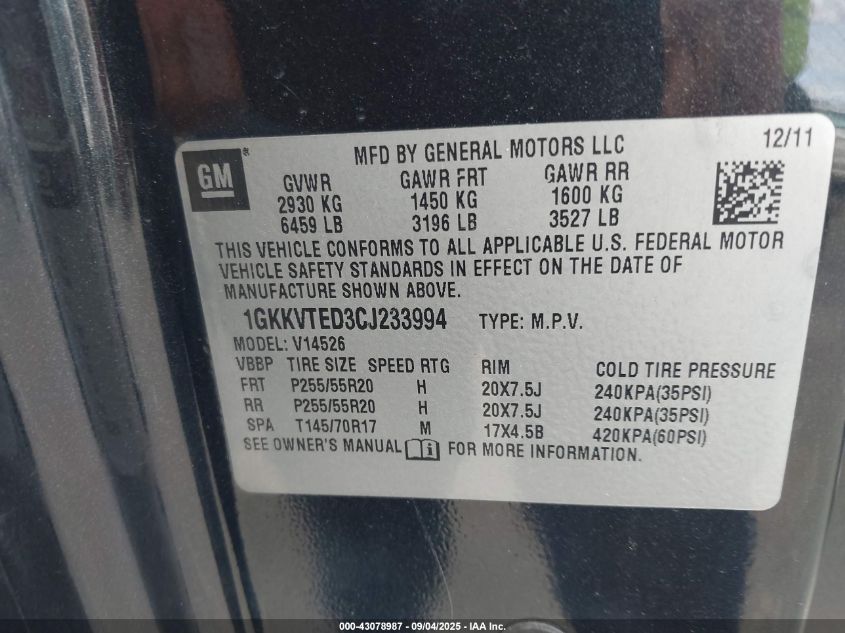 GM
MFD BY GENERAL MOTORS LLC
12/11
GVWR GAWR FRT GAWR RR
2930 KG 1450 KG 1600 KG
6459 LB 3196 LB 3527 LB
THIS VEHICLE CONFORMS TO ALL APPLICABLE U.S. FEDERAL MOTOR
VEHICLE SAFETY STANDARDS IN EFFECT ON THE DATE OF
MANUFACTURE SHOWN ABOVE.
1GKKVTED3CJ233994 TYPE: M.P.V.
MODEL: V14526
VBBP TIRE SIZE SPEED RTG RIM COLD TIRE PRESSURE
FRT P255/55R20 H 20X7.5J 240KPA(35PSI)
RR P255/55R20 H 20X7.5J 240KPA(35PSI)
SPA T145/70R17 M 17X4.5B 420KPA(60PSI)
SEE OWNER'S MANUAL i FOR MORE INFORMATION.
000-43078987 - 09/04/2025 - IAA Inc.